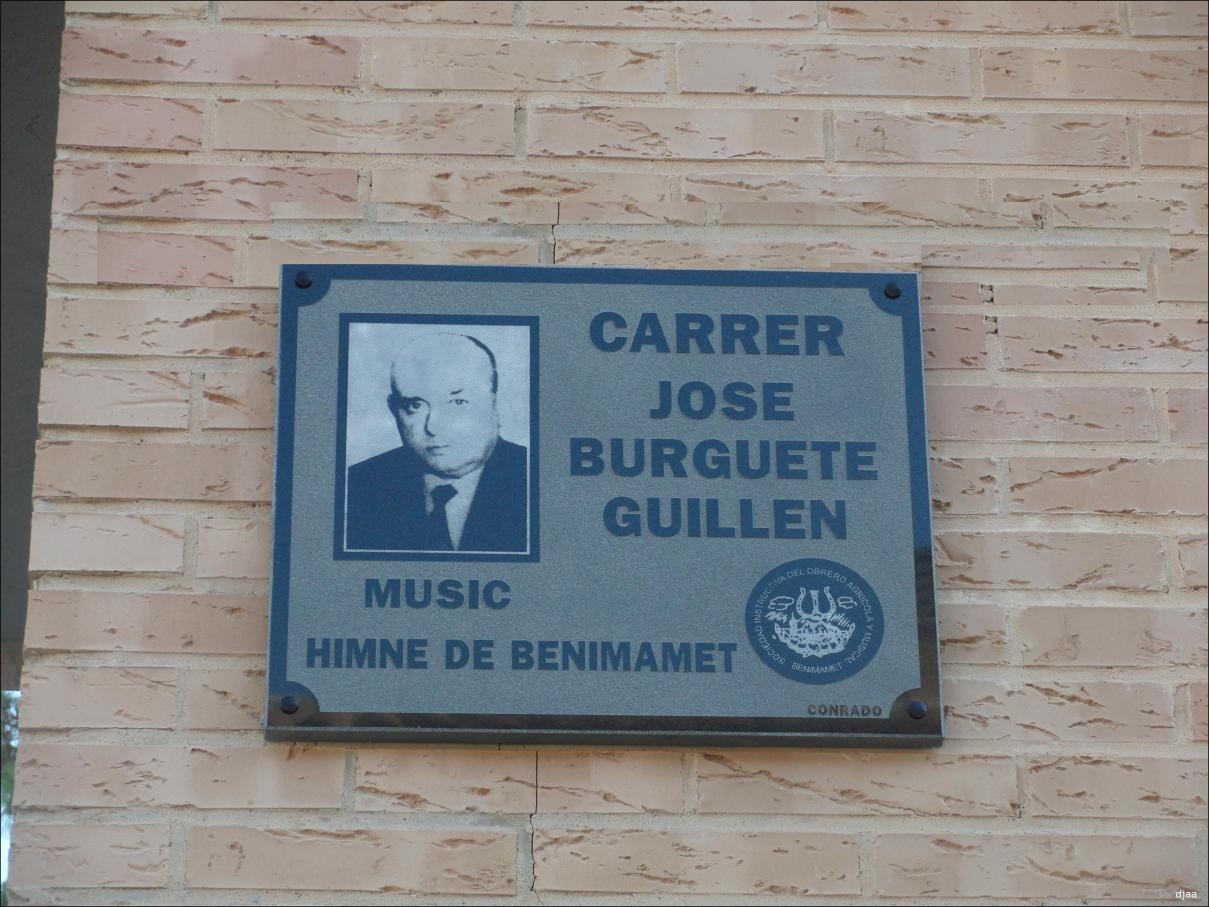 CARRER
JOSE
BURGUETE
GUILLEN
MUSIC
HIMNE DE BENIMAMET
SOCIEDAD INSTRUCTIVA DEL OBRERO AGRICOLA Y MUSICAL
BENIMAMET
CONRADO
djaa